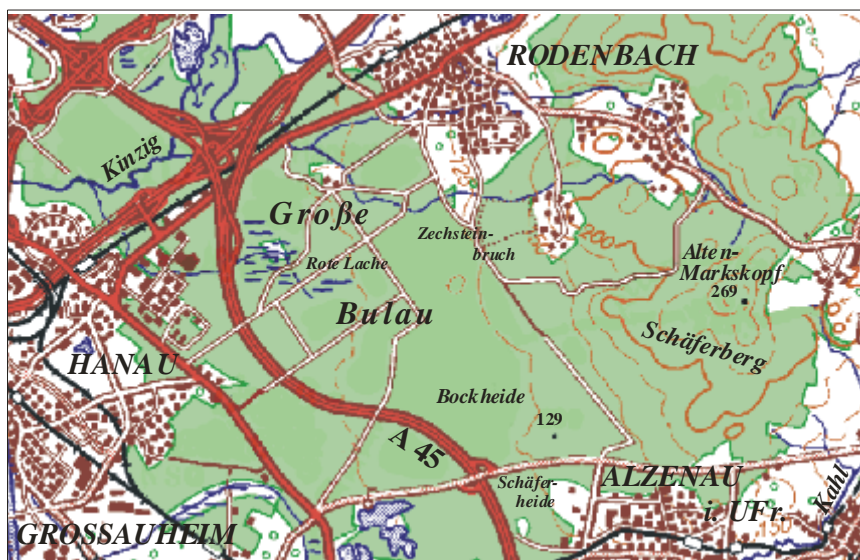 RODENBACH
Kinzig
125
Große
Zechstein-
bruch
200
Rote Lache
Alten-
Markskopf
269
Bulau
Schäferberg
HANAU
Bockheide
129
A 45
Schäfer-
heide
ALZENAU
i. UFr.
Kahl
150
GROSSAUHEIM